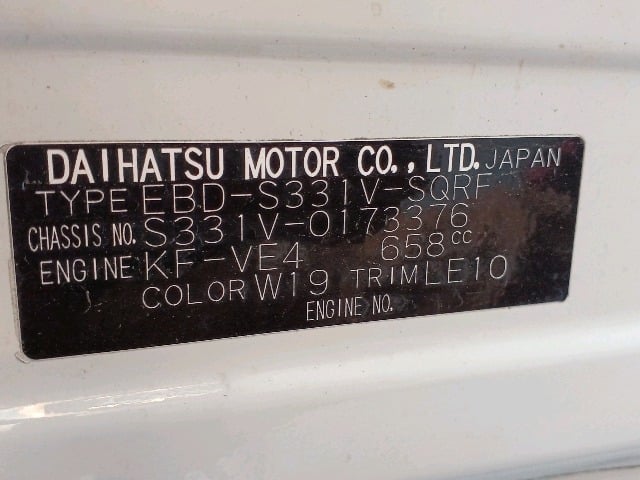 DAIHATSU MOTOR CO., LTD. JAPAN
TYPE EBD-S331V-SQRF
CHASSIS NO. S331V-0173376
ENGINE KF-VE4 658cc
COLOR W19 TRIM LE10
ENGINE NO.